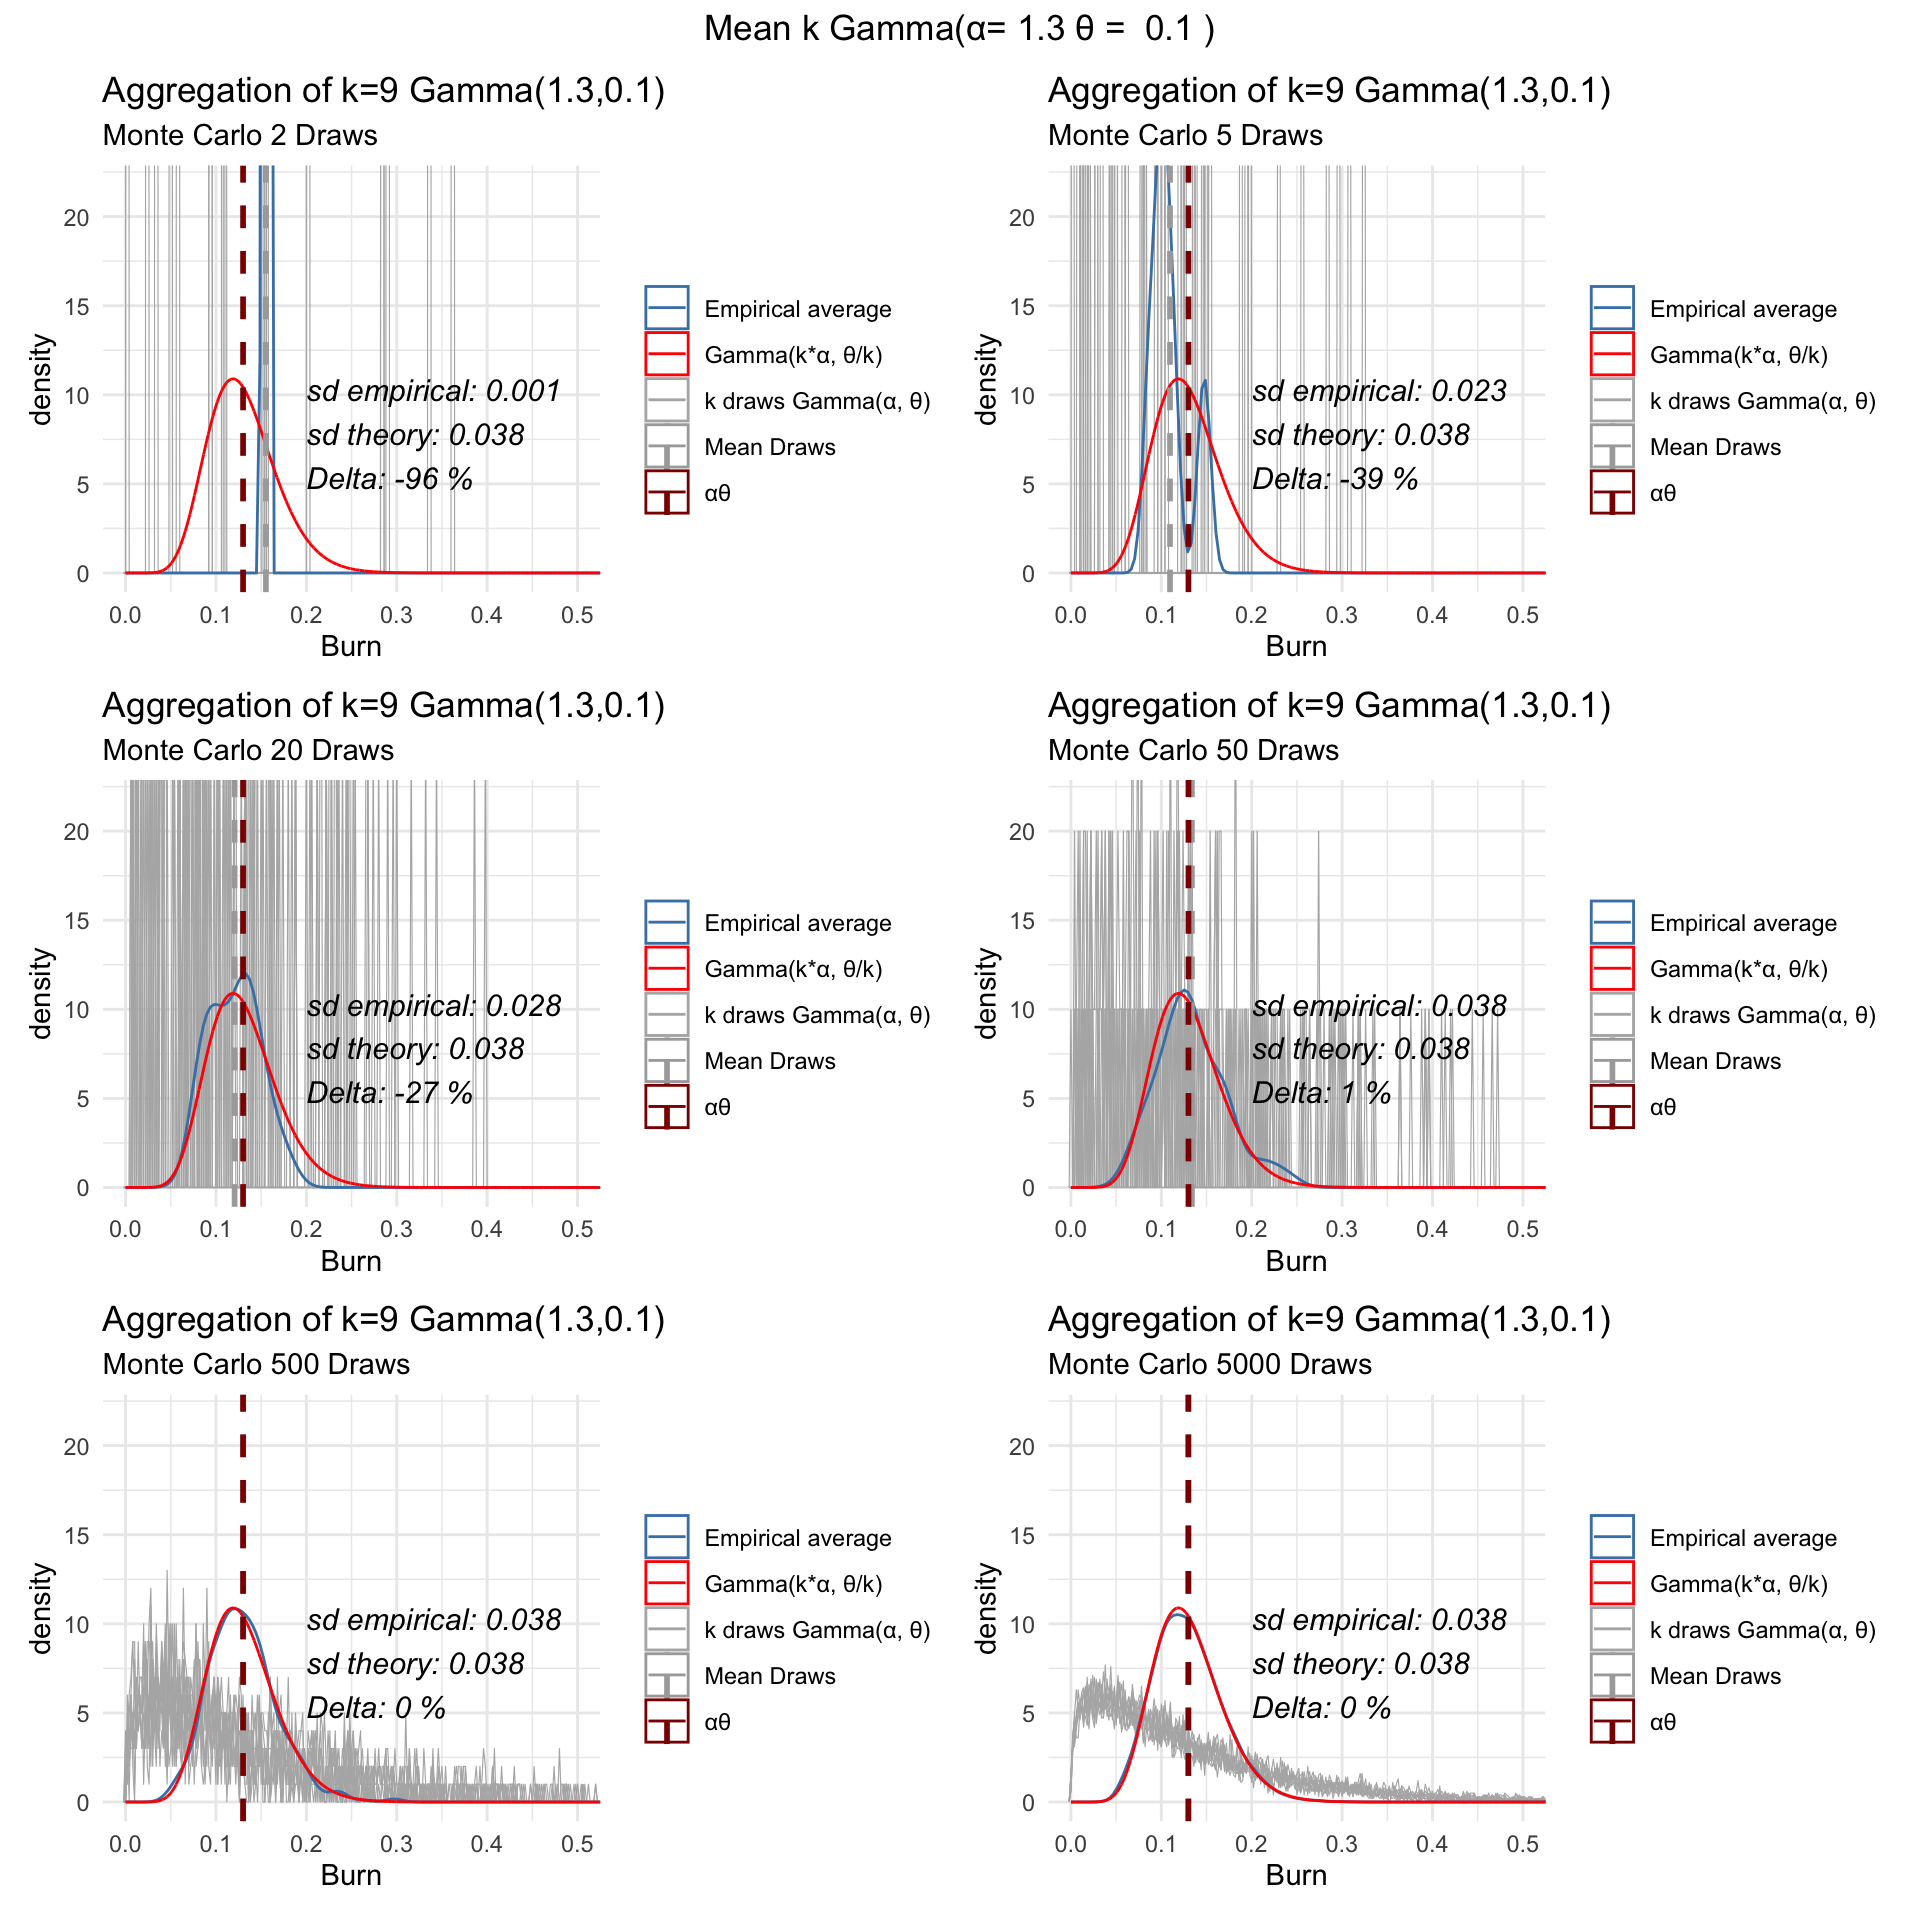 Mean k Gamma(α= 1.3 θ =  0.1 )
Aggregation of k=9 Gamma(1.3,0.1)
Monte Carlo 2 Draws
density
20
15
10
5
0
sd empirical: 0.001
sd theory: 0.038
Delta: -96 %
0.0 0.1 0.2 0.3 0.4 0.5
Burn
Empirical average
Gamma(k*α, θ/k)
k draws Gamma(α, θ)
Mean Draws
αθ
Aggregation of k=9 Gamma(1.3,0.1)
Monte Carlo 5 Draws
density
20
15
10
5
0
sd empirical: 0.023
sd theory: 0.038
Delta: -39 %
0.0 0.1 0.2 0.3 0.4 0.5
Burn
Empirical average
Gamma(k*α, θ/k)
k draws Gamma(α, θ)
Mean Draws
αθ
Aggregation of k=9 Gamma(1.3,0.1)
Monte Carlo 20 Draws
density
20
15
10
5
0
sd empirical: 0.028
sd theory: 0.038
Delta: -27 %
0.0 0.1 0.2 0.3 0.4 0.5
Burn
Empirical average
Gamma(k*α, θ/k)
k draws Gamma(α, θ)
Mean Draws
αθ
Aggregation of k=9 Gamma(1.3,0.1)
Monte Carlo 50 Draws
density
20
15
10
5
0
sd empirical: 0.038
sd theory: 0.038
Delta: 1 %
0.0 0.1 0.2 0.3 0.4 0.5
Burn
Empirical average
Gamma(k*α, θ/k)
k draws Gamma(α, θ)
Mean Draws
αθ
Aggregation of k=9 Gamma(1.3,0.1)
Monte Carlo 500 Draws
density
20
15
10
5
0
sd empirical: 0.038
sd theory: 0.038
Delta: 0 %
0.0 0.1 0.2 0.3 0.4 0.5
Burn
Empirical average
Gamma(k*α, θ/k)
k draws Gamma(α, θ)
Mean Draws
αθ
Aggregation of k=9 Gamma(1.3,0.1)
Monte Carlo 5000 Draws
density
20
15
10
5
0
sd empirical: 0.038
sd theory: 0.038
Delta: 0 %
0.0 0.1 0.2 0.3 0.4 0.5
Burn
Empirical average
Gamma(k*α, θ/k)
k draws Gamma(α, θ)
Mean Draws
αθ